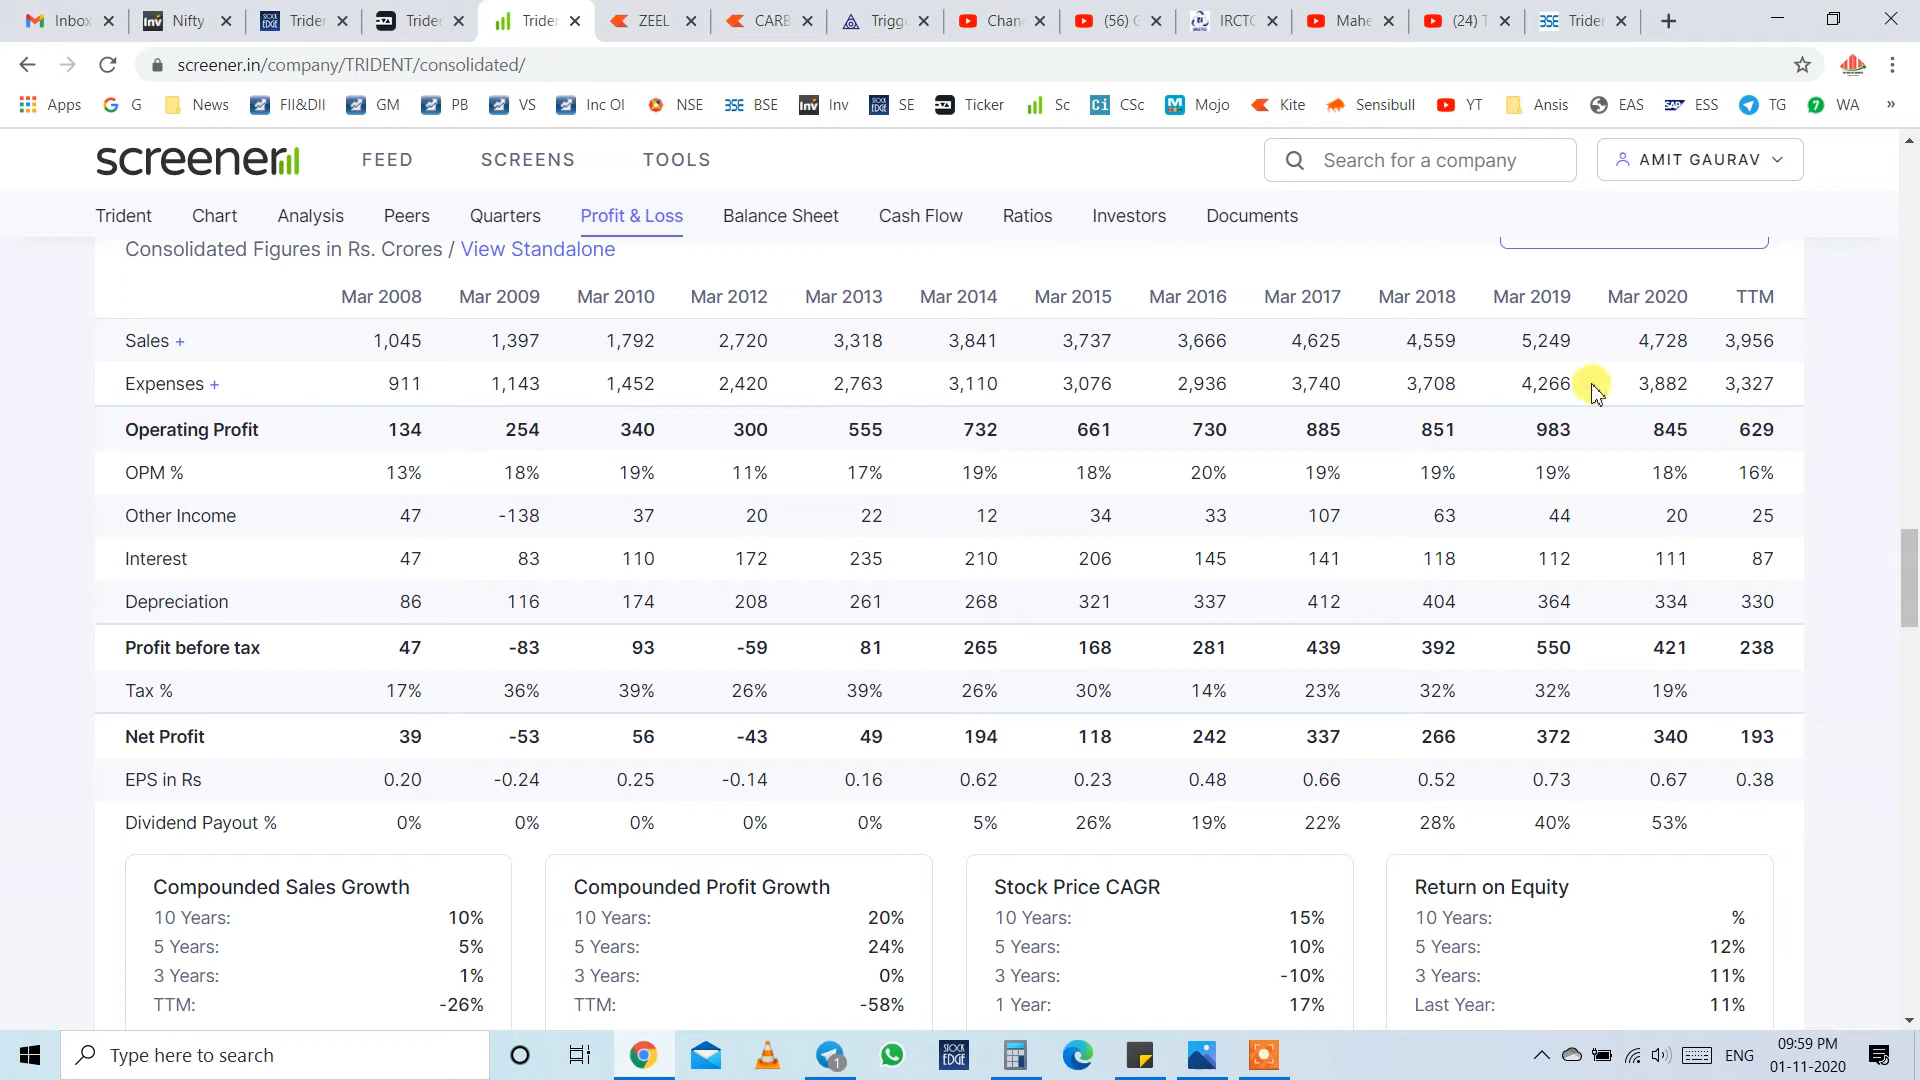 Inbox Nifty Trider Trider Trider ZEEL CARB Trigge Chan (56) C IRCTC Mahe (24) T Trider
screener.in/company/TRIDENT/consolidated/
Apps G News FII&DII GM PB VS Inc OI NSE BSE Inv SE Ticker Sc CSc Mojo Kite Sensibull YT Ansis EAS ESS TG WA »
screener FEED SCREENS TOOLS Search for a company AMIT GAURAV
Trident Chart Analysis Peers Quarters Profit & Loss Balance Sheet Cash Flow Ratios Investors Documents
Consolidated Figures in Rs. Crores / View Standalone
Mar 2008 Mar 2009 Mar 2010 Mar 2012 Mar 2013 Mar 2014 Mar 2015 Mar 2016 Mar 2017 Mar 2018 Mar 2019 Mar 2020 TTM
Sales + 1,045 1,397 1,792 2,720 3,318 3,841 3,737 3,666 4,625 4,559 5,249 4,728 3,956
Expenses + 911 1,143 1,452 2,420 2,763 3,110 3,076 2,936 3,740 3,708 4,266 3,882 3,327
Operating Profit 134 254 340 300 555 732 661 730 885 851 983 845 629
OPM % 13% 18% 19% 11% 17% 19% 18% 20% 19% 19% 19% 18% 16%
Other Income 47 -138 37 20 22 12 34 33 107 63 44 20 25
Interest 47 83 110 172 235 210 206 145 141 118 112 111 87
Depreciation 86 116 174 208 261 268 321 337 412 404 364 334 330
Profit before tax 47 -83 93 -59 81 265 168 281 439 392 550 421 238
Tax % 17% 36% 39% 26% 39% 26% 30% 14% 23% 32% 32% 19%
Net Profit 39 -53 56 -43 49 194 118 242 337 266 372 340 193
EPS in Rs 0.20 -0.24 0.25 -0.14 0.16 0.62 0.23 0.48 0.66 0.52 0.73 0.67 0.38
Dividend Payout % 0% 0% 0% 0% 0% 5% 26% 19% 22% 28% 40% 53%
Compounded Sales Growth
10 Years: 10%
5 Years: 5%
3 Years: 1%
TTM: -26%
Compounded Profit Growth
10 Years: 20%
5 Years: 24%
3 Years: 0%
TTM: -58%
Stock Price CAGR
10 Years: 15%
5 Years: 10%
3 Years: -10%
1 Year: 17%
Return on Equity
10 Years: %
5 Years: 12%
3 Years: 11%
Last Year: 11%
Type here to search
STOCK EDGE
1
ENG
09:59 PM
01-11-2020